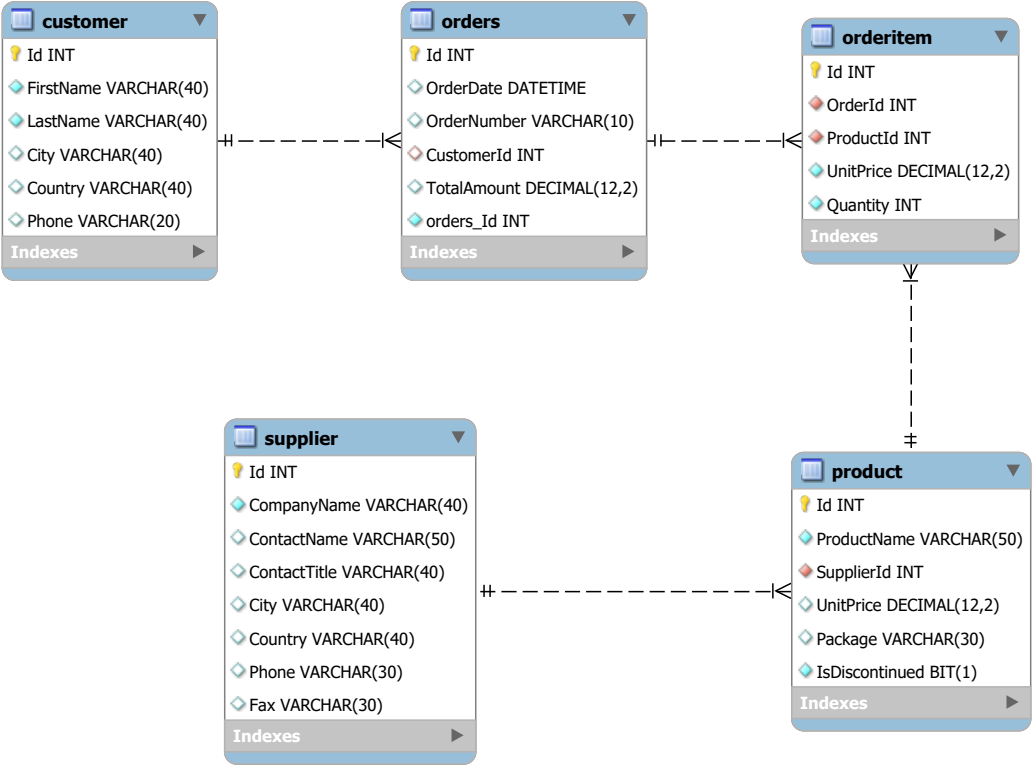 customer
Id INT
FirstName VARCHAR(40)
LastName VARCHAR(40)
City VARCHAR(40)
Country VARCHAR(40)
Phone VARCHAR(20)
Indexes
orders
Id INT
OrderDate DATETIME
OrderNumber VARCHAR(10)
CustomerId INT
TotalAmount DECIMAL(12,2)
orders_Id INT
Indexes
orderitem
Id INT
OrderId INT
ProductId INT
UnitPrice DECIMAL(12,2)
Quantity INT
Indexes
supplier
Id INT
CompanyName VARCHAR(40)
ContactName VARCHAR(50)
ContactTitle VARCHAR(40)
City VARCHAR(40)
Country VARCHAR(40)
Phone VARCHAR(30)
Fax VARCHAR(30)
Indexes
product
Id INT
ProductName VARCHAR(50)
SupplierId INT
UnitPrice DECIMAL(12,2)
Package VARCHAR(30)
IsDiscontinued BIT(1)
Indexes